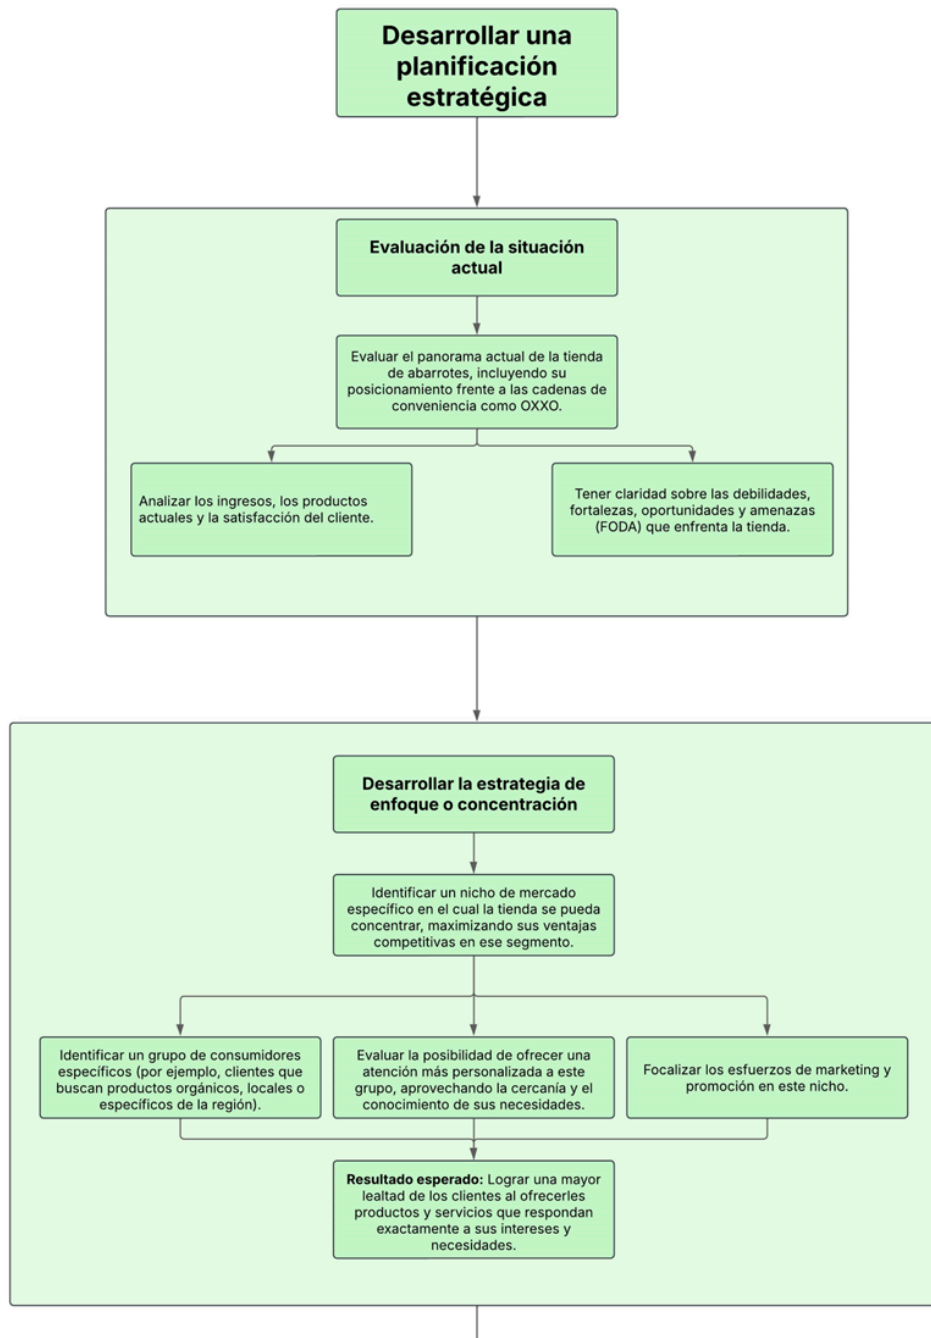 Desarrollar una
planificación
estratégica
Evaluación de la situación
actual
Evaluar el panorama actual de la tienda
de abarrotes, incluyendo su
posicionamiento frente a las cadenas de
conveniencia como OXXO.
Analizar los ingresos, los productos
actuales y la satisfacción del cliente.
Tener claridad sobre las debilidades,
fortalezas, oportunidades y amenazas
(FODA) que enfrenta la tienda.
Desarrollar la estrategia de
enfoque o concentración
Identificar un nicho de mercado
específico en el cual la tienda se pueda
concentrar, maximizando sus ventajas
competitivas en ese segmento.
Identificar un grupo de consumidores
específicos (por ejemplo, clientes que
buscan productos orgánicos, locales o
específicos de la región).
Evaluar la posibilidad de ofrecer una
atención más personalizada a este
grupo, aprovechando la cercanía y el
conocimiento de sus necesidades.
Focalizar los esfuerzos de marketing y
promoción en este nicho.
Resultado esperado: Lograr una mayor
lealtad de los clientes al ofrecerles
productos y servicios que respondan
exactamente a sus intereses y
necesidades.